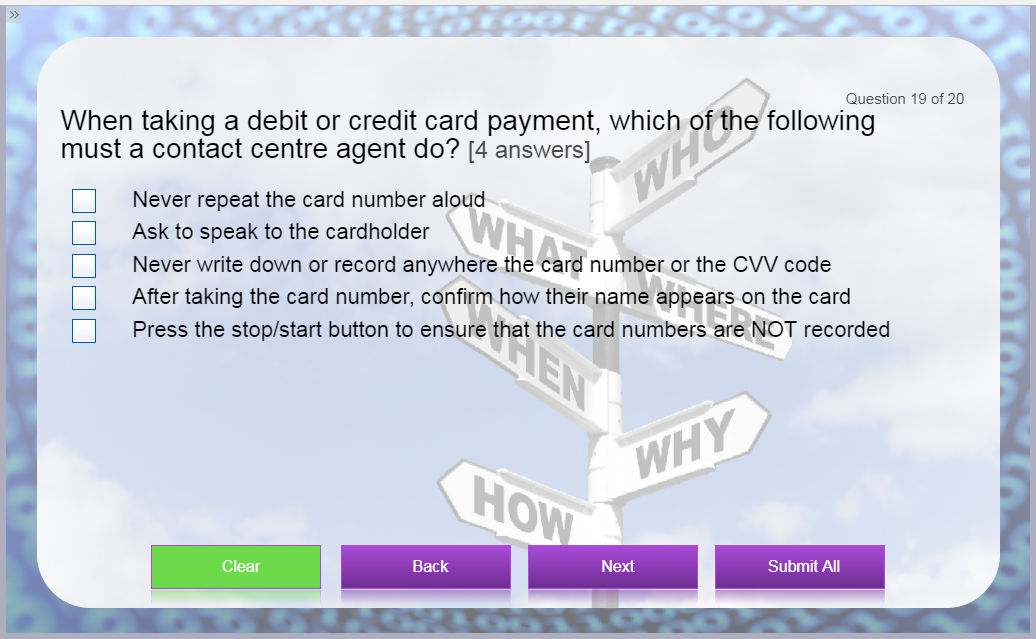 »
Question 19 of 20
When taking a debit or credit card payment, which of the following
must a contact centre agent do? [4 answers]
Never repeat the card number aloud
Ask to speak to the cardholder
Never write down or record anywhere the card number or the CVV code
After taking the card number, confirm how their name appears on the card
Press the stop/start button to ensure that the card numbers are NOT recorded
WHO
WHAT
WHERE
WHEN
WHY
HOW
Clear
Back
Next
Submit All